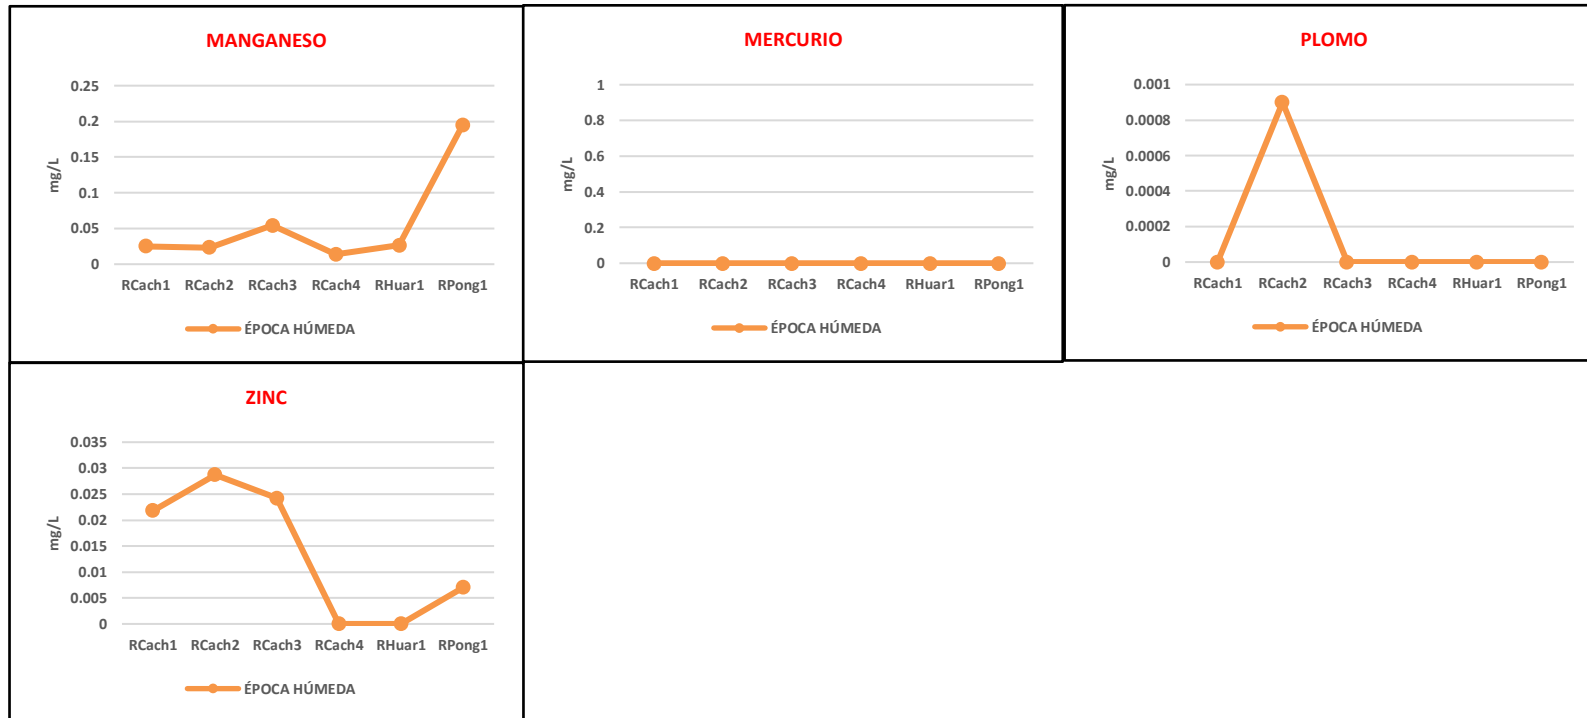 MANGANESO
0.25
0.2
0.15
0.1
0.05
0
mg/L
RCach1 RCach2 RCach3 RCach4 RHuar1 RPong1
ÉPOCA HÚMEDA
MERCURIO
1
0.8
0.6
0.4
0.2
0
mg/L
RCach1 RCach2 RCach3 RCach4 RHuar1 RPong1
ÉPOCA HÚMEDA
PLOMO
0.001
0.0008
0.0006
0.0004
0.0002
0
mg/L
RCach1 RCach2 RCach3 RCach4 RHuar1 RPong1
ÉPOCA HÚMEDA
ZINC
0.035
0.03
0.025
0.02
0.015
0.01
0.005
0
mg/L
RCach1 RCach2 RCach3 RCach4 RHuar1 RPong1
ÉPOCA HÚMEDA